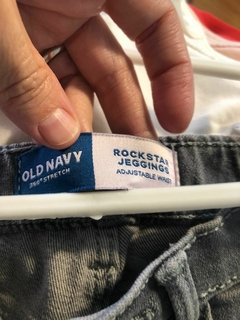 OLD NAVY
360° STRETCH
ROCKSTAR
JEGGINGS
ADJUSTABLE WAIST